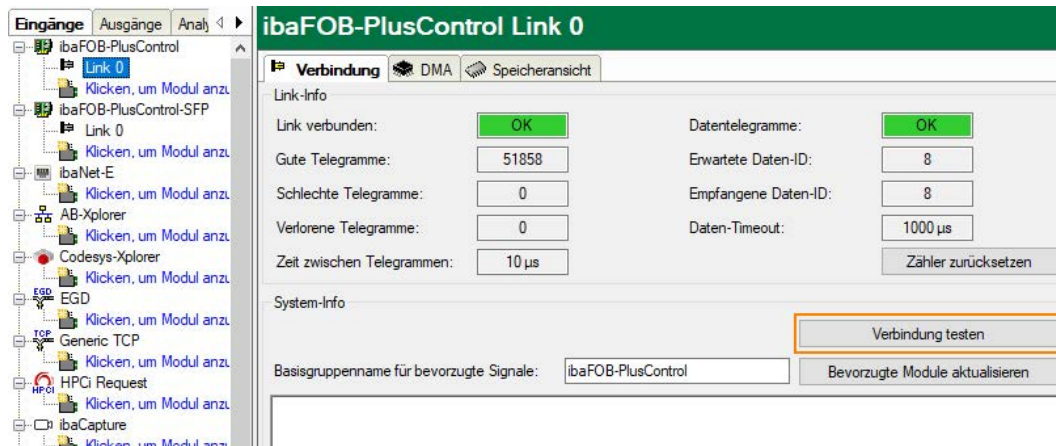 Eingänge Ausgänge Analy
ibaFOB-PlusControl
Link 0
Klicken, um Modul anzu
ibaFOB-PlusControl-SFP
Link 0
Klicken, um Modul anzu
ibaNet-E
Klicken, um Modul anzu
AB-Xplorer
Klicken, um Modul anzu
Codesys-Xplorer
Klicken, um Modul anzu
EGD EGD
Klicken, um Modul anzu
TCP Generic TCP
Klicken, um Modul anzu
HPCi HPCi Request
Klicken, um Modul anzu
ibaCapture
Klicken, um Modul anzu
ibaFOB-PlusControl Link 0
Verbindung DMA Speicheransicht
Link-Info
Link verbunden: OK Datentelegramme: OK
Gute Telegramme: 51858 Erwartete Daten-ID: 8
Schlechte Telegramme: 0 Empfangene Daten-ID: 8
Verlorene Telegramme: 0 Daten-Timeout: 1000 µs
Zeit zwischen Telegrammen: 10 µs Zähler zurücksetzen
System-Info
Verbindung testen
Basisgruppenname für bevorzugte Signale: ibaFOB-PlusControl Bevorzugte Module aktualisieren